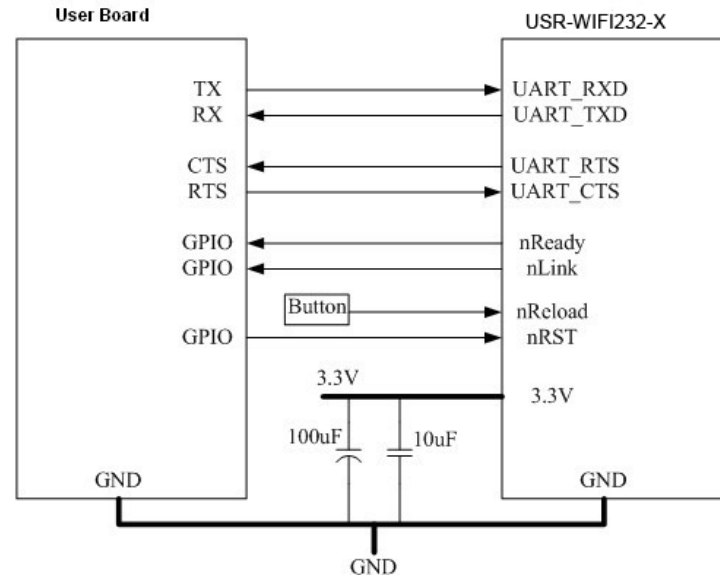 User Board
USR-WIFI232-X
TX
UART_RXD
RX
UART_TXD
CTS
UART_RTS
RTS
UART_CTS
GPIO
nReady
GPIO
nLink
Button
nReload
GPIO
nRST
3.3V
3.3V
100uF
10uF
GND
GND
GND